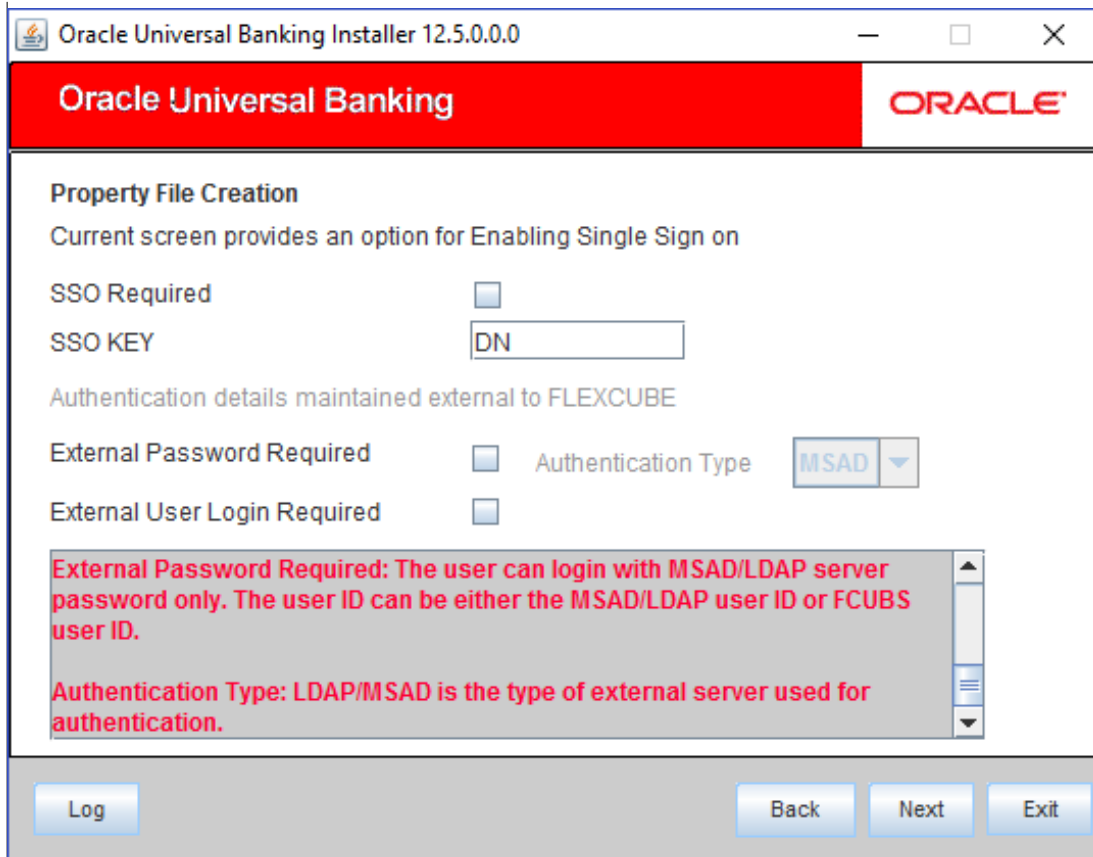 Oracle Universal Banking Installer 12.5.0.0.0
Oracle Universal Banking
ORACLE
Property File Creation
Current screen provides an option for Enabling Single Sign on
SSO Required
SSO KEY
DN
Authentication details maintained external to FLEXCUBE
External Password Required
Authentication Type
MSAD
External User Login Required
External Password Required: The user can login with MSAD/LDAP server
password only. The user ID can be either the MSAD/LDAP user ID or FCUBS
user ID.
Authentication Type: LDAP/MSAD is the type of external server used for
authentication.
Log
Back
Next
Exit